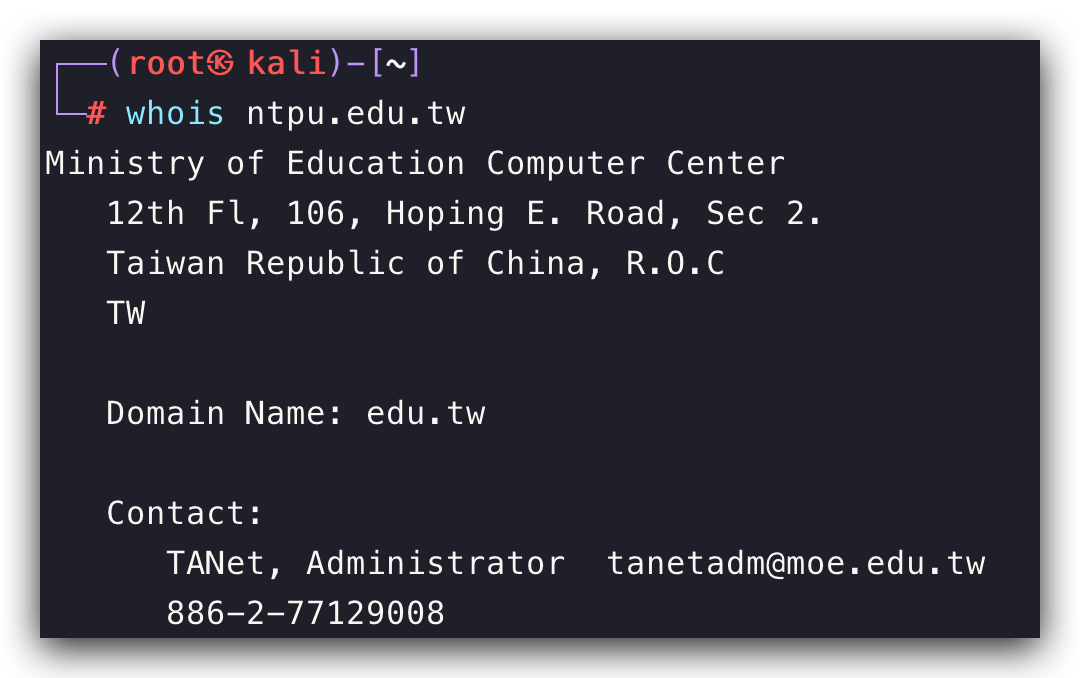 ┌──(root㉿kali)-[~]
└─# whois ntpu.edu.tw
Ministry of Education Computer Center
12th Fl, 106, Hoping E. Road, Sec 2.
Taiwan Republic of China, R.O.C
TW
Domain Name: edu.tw
Contact:
TANet, Administrator  tanetadm@moe.edu.tw
886-2-77129008